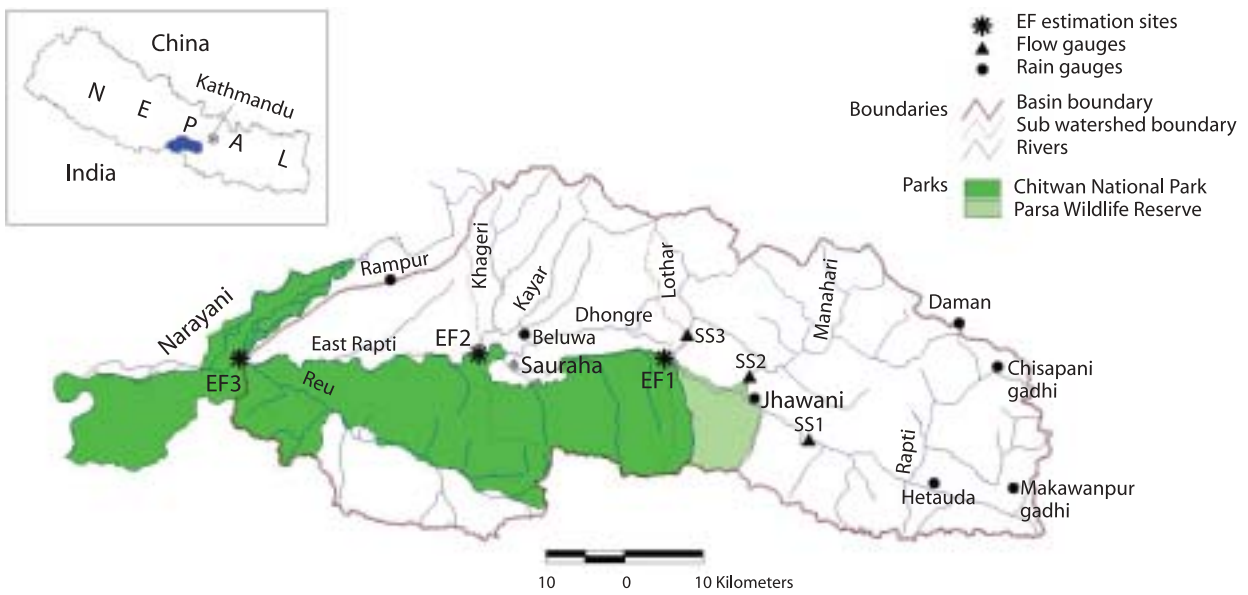 China
Kathmandu
N E P A L
India
EF estimation sites
Flow gauges
Rain gauges
Boundaries
Basin boundary
Sub watershed boundary
Rivers
Parks
Chitwan National Park
Parsa Wildlife Reserve
Narayani
Rampur
Khageri
Kayar
Lothar
Manahari
Daman
Dhongre
East Rapti
EF2
Beluwa
SS3
Sauraha
SS2
Chisapani
gadhi
EF3
Reu
EF1
Jhawani
SS1
Rapti
Hetauda
Makawanpur
gadhi
10 0 10 Kilometers